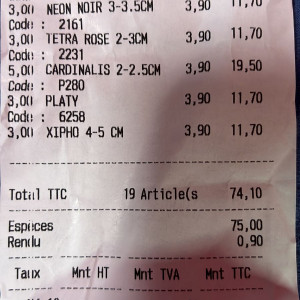 3,00 NEON NOIR 3-3.5CM 3,90 11,70
Code : 2161
3,00 TETRA ROSE 2-3CM 3,90 11,70
Code : 2231
5,00 CARDINALIS 2-2.5CM 3,90 19,50
Code : P280
3,00 PLATY 3,90 11,70
Code : 6258
3,00 XIPHO 4-5 CM 3,90 11,70
Total TTC 19 Article(s 74,10
Espèces 75,00
Rendu 0,90
Taux Mnt HT Mnt TVA Mnt TTC